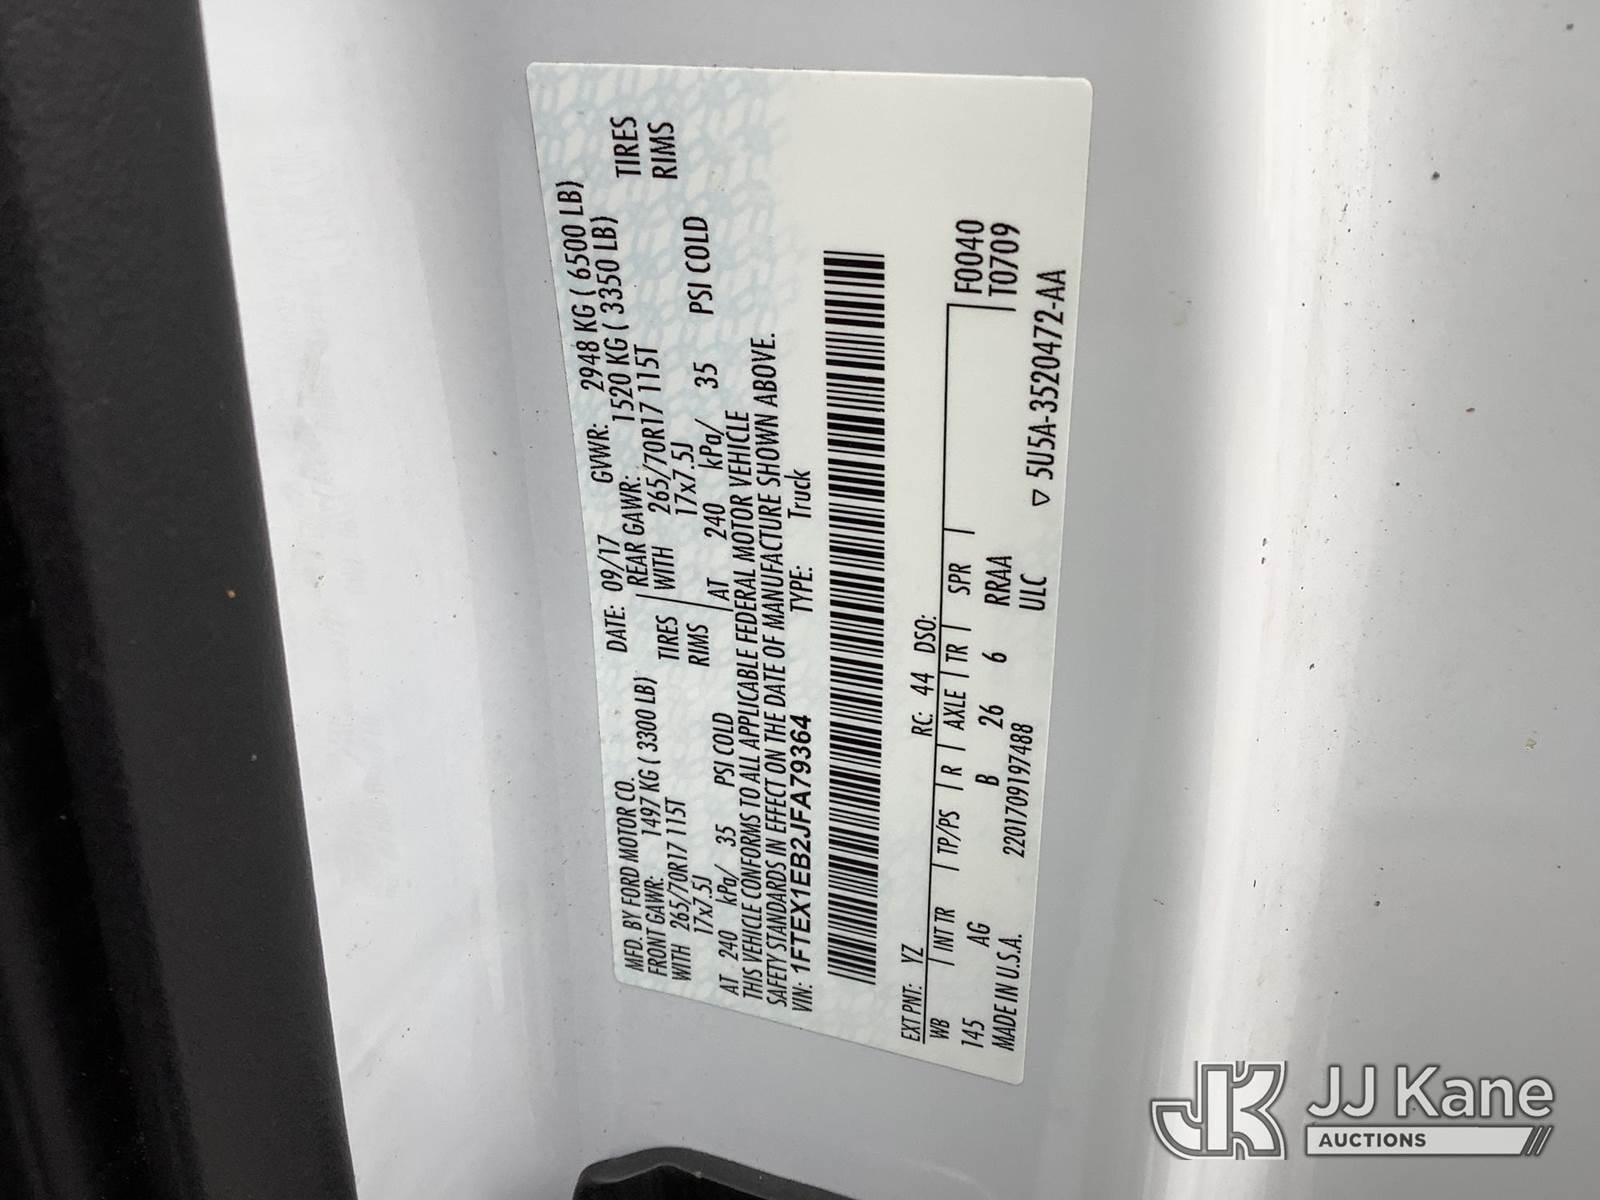 MFD. BY FORD MOTOR CO. DATE: 09/17 GVWR: 2948 KG ( 6500 LB)
FRONT GAWR: 1497 KG ( 3300 LB) REAR GAWR: 1520 KG ( 3350 LB)
WITH 265/70R17 115T TIRES WITH 265/70R17 115T TIRES
17x7.5J RIMS 17x7.5J RIMS
AT 240 kPa/ 35 PSI COLD AT 240 kPa/ 35 PSI COLD
THIS VEHICLE CONFORMS TO ALL APPLICABLE FEDERAL MOTOR VEHICLE
SAFETY STANDARDS IN EFFECT ON THE DATE OF MANUFACTURE SHOWN ABOVE.
VIN: 1FTEX1EB2JFA79364 TYPE: Truck
EXT PNT: YZ RC: 44 DSO:
WB INT TR TP/PS R AXLE TR SPR F0040
145 AG B 26 6 RRAA T0709
MADE IN U.S.A. 2201709197488 ULC
▽ 5U5A-3520472-AA
JK JJ Kane
AUCTIONS